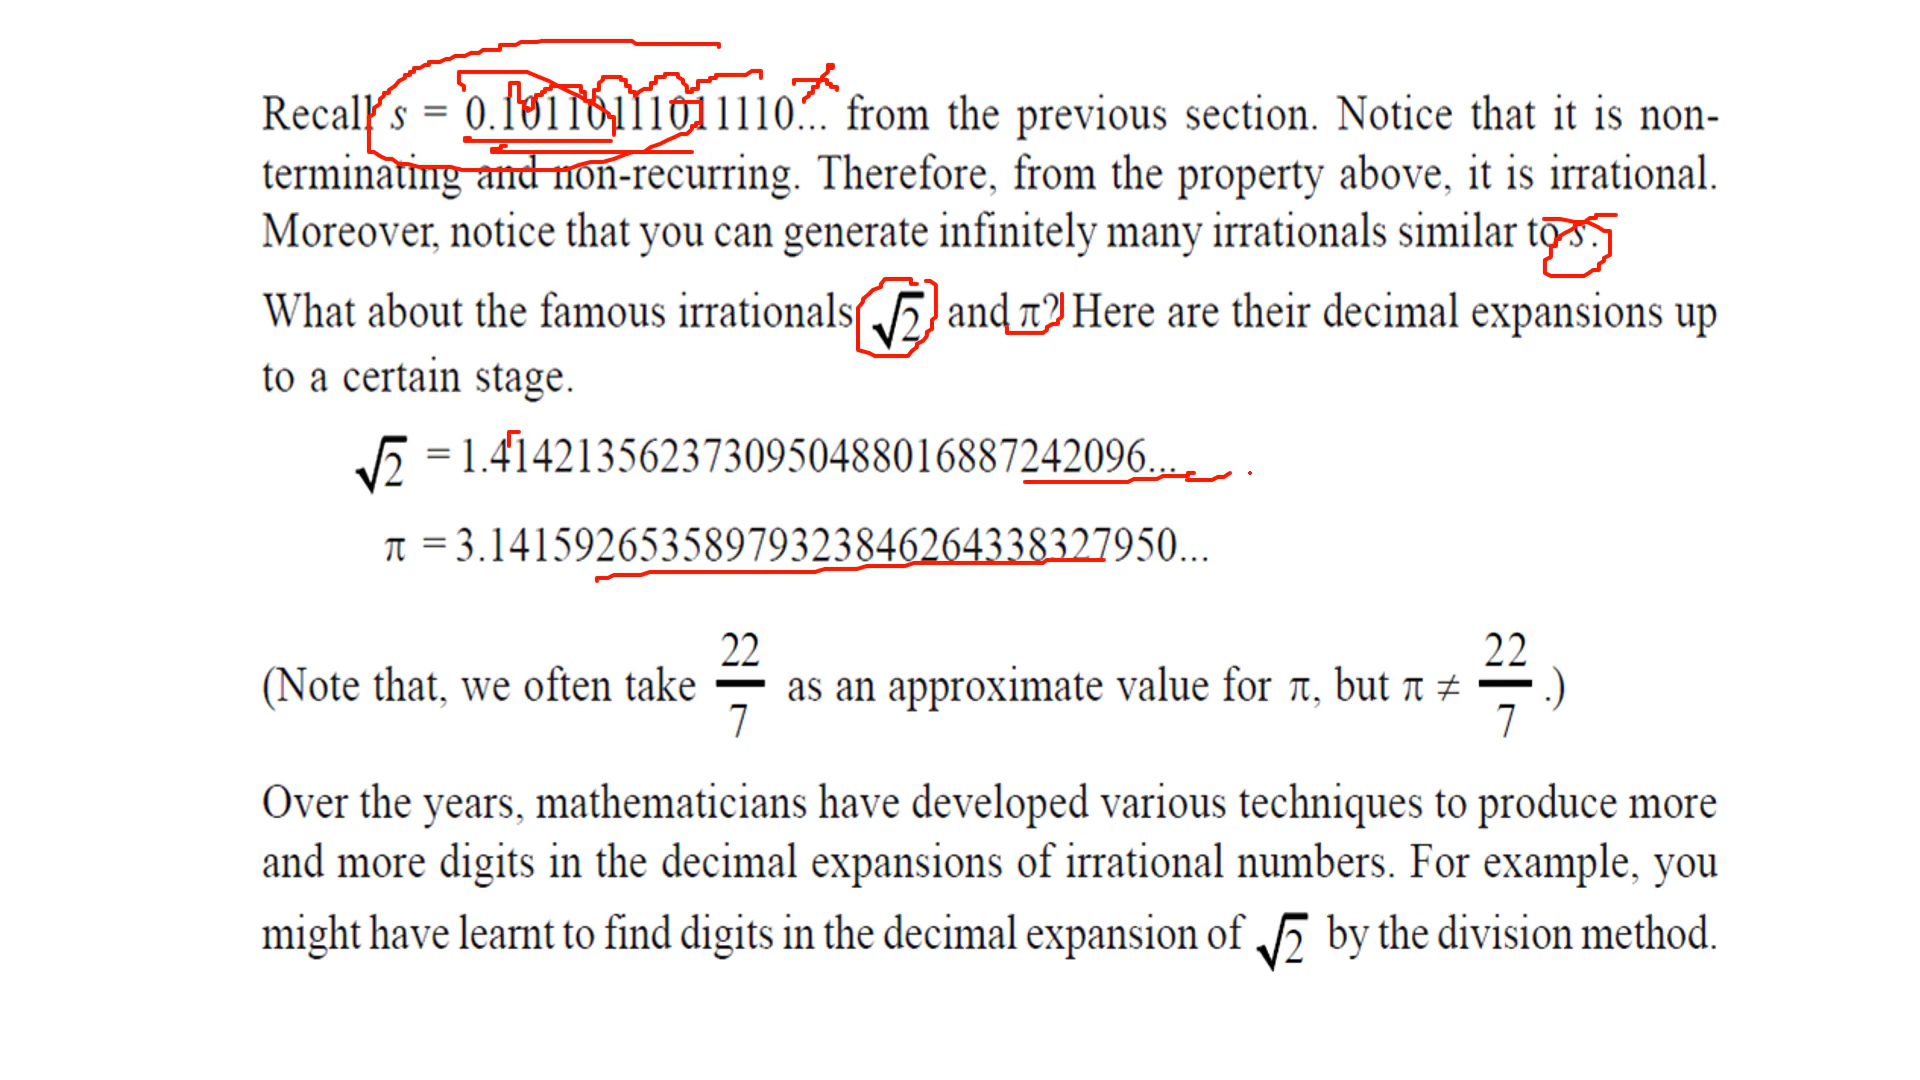 Recall s = 0.10110111011110... from the previous section. Notice that it is non-
terminating and non-recurring. Therefore, from the property above, it is irrational.
Moreover, notice that you can generate infinitely many irrationals similar to s.
What about the famous irrationals √2 and π? Here are their decimal expansions up
to a certain stage.
√2 = 1.4142135623730950488016887242096...
π = 3.14159265358979323846264338327950...
(Note that, we often take 22/7 as an approximate value for π, but π ≠ 22/7 .)
Over the years, mathematicians have developed various techniques to produce more
and more digits in the decimal expansions of irrational numbers. For example, you
might have learnt to find digits in the decimal expansion of √2 by the division method.